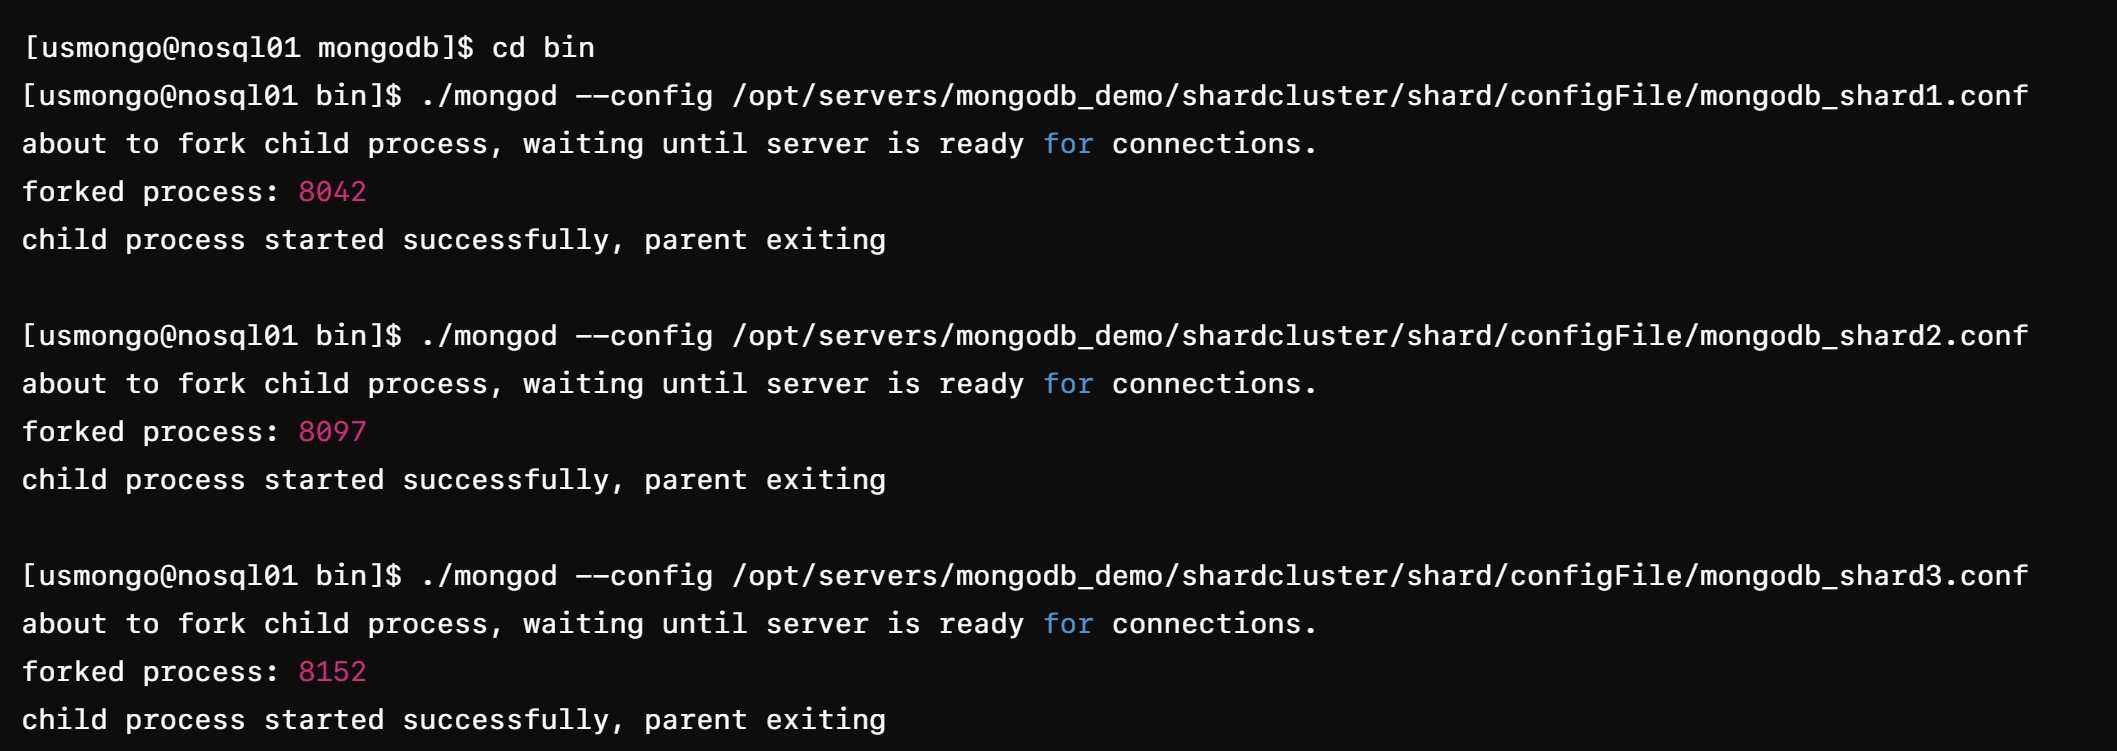 [usmongo@nosql01 mongodb]$ cd bin
[usmongo@nosql01 bin]$ ./mongod --config /opt/servers/mongodb_demo/shardcluster/shard/configFile/mongodb_shard1.conf
about to fork child process, waiting until server is ready for connections.
forked process: 8042
child process started successfully, parent exiting
[usmongo@nosql01 bin]$ ./mongod --config /opt/servers/mongodb_demo/shardcluster/shard/configFile/mongodb_shard2.conf
about to fork child process, waiting until server is ready for connections.
forked process: 8097
child process started successfully, parent exiting
[usmongo@nosql01 bin]$ ./mongod --config /opt/servers/mongodb_demo/shardcluster/shard/configFile/mongodb_shard3.conf
about to fork child process, waiting until server is ready for connections.
forked process: 8152
child process started successfully, parent exiting